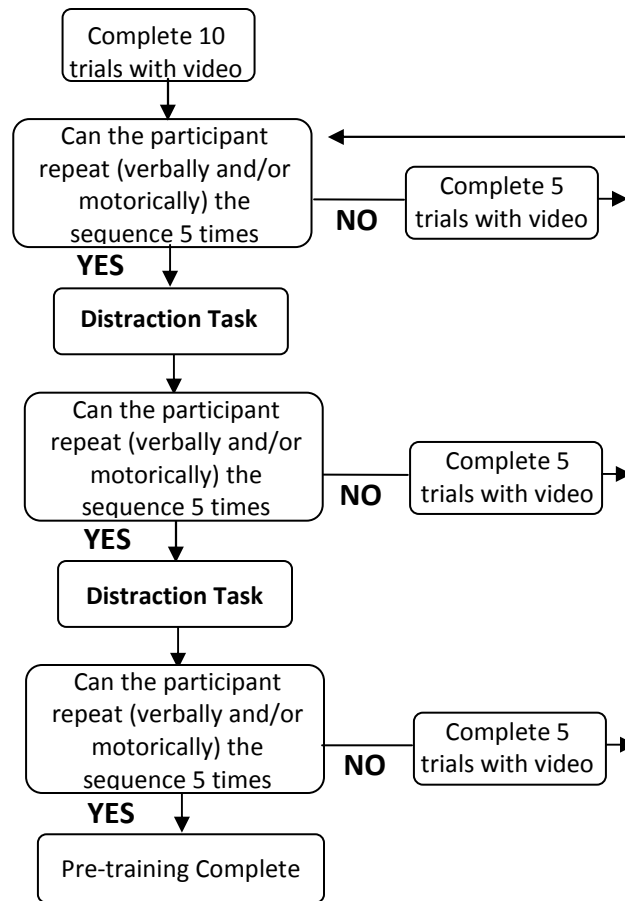 Complete 10
trials with video
Can the participant
repeat (verbally and/or
motorically) the
sequence 5 times
NO
Complete 5
trials with video
YES
Distraction Task
Can the participant
repeat (verbally and/or
motorically) the
sequence 5 times
NO
Complete 5
trials with video
YES
Distraction Task
Can the participant
repeat (verbally and/or
motorically) the
sequence 5 times
NO
Complete 5
trials with video
YES
Pre-training Complete